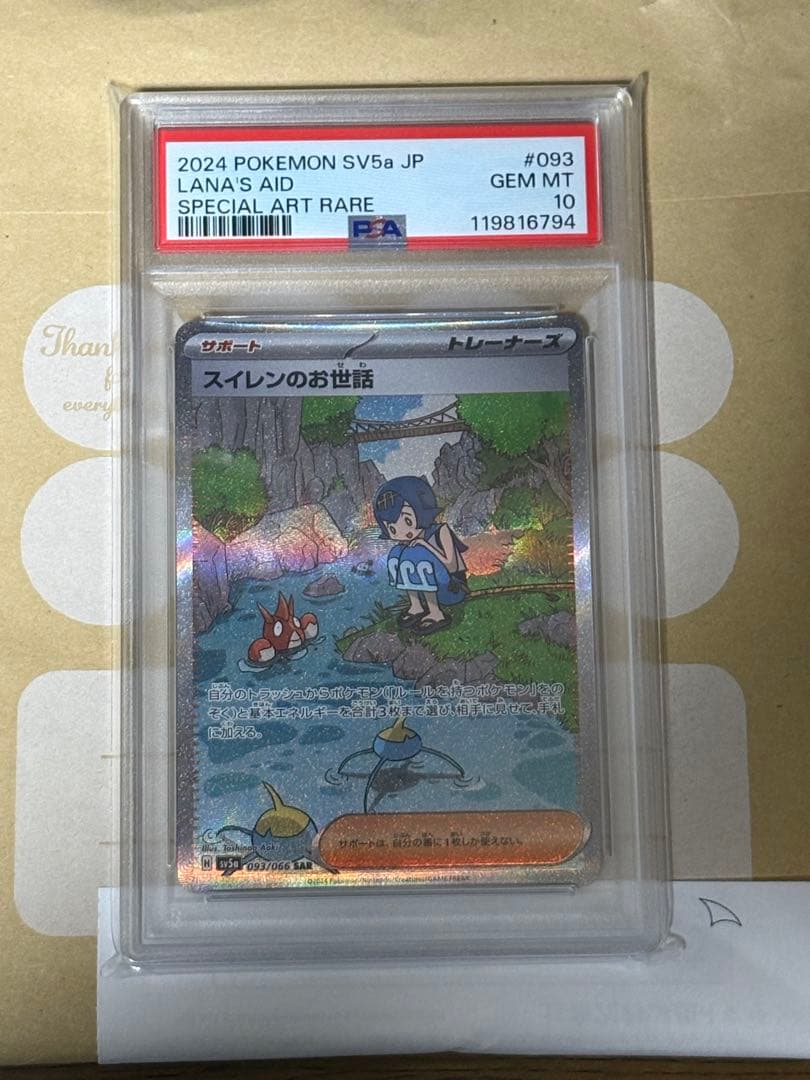 2024 POKEMON SV5a JP #093
LANA'S AID GEM MT
SPECIAL ART RARE 10
PSA 119816794
Thank
every
サポート トレーナーズ
せわ
スイレンのお世話
自分のトラッシュからポケモン(「ルールを持つポケモン」をの
ぞく)と基本エネルギーを合計3枚まで選び、相手に見せて、手札
に加える。
サポートは、自分の番に1枚しか使えない。
Illus. Toshinao Aoki
H sv5a 093/066 SAR